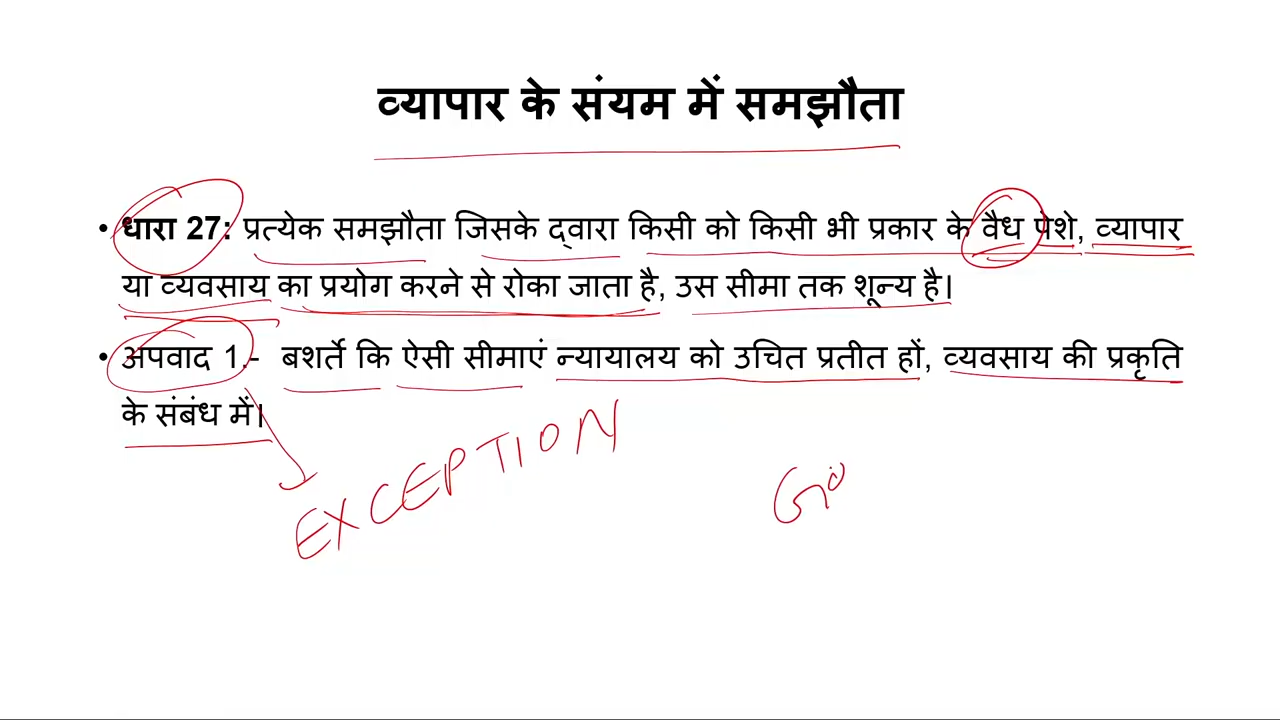 व्यापार के संयम में समझौता
• धारा 27: प्रत्येक समझौता जिसके द्वारा किसी को किसी भी प्रकार के वैध पेशे, व्यापार
या व्यवसाय का प्रयोग करने से रोका जाता है, उस सीमा तक शून्य है।
• अपवाद 1.- बशर्ते कि ऐसी सीमाएं न्यायालय को उचित प्रतीत हों, व्यवसाय की प्रकृति
के संबंध में।
EXCEPTION
Go